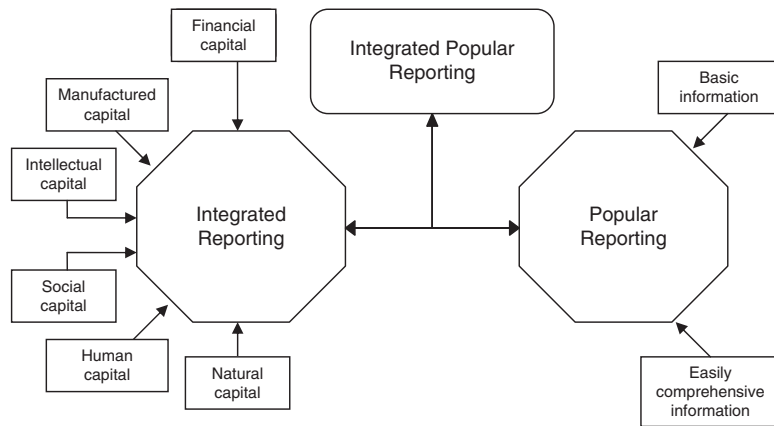 Financial
capital
Integrated Popular
Reporting
Manufactured
capital
Basic
information
Intellectual
capital
Integrated
Reporting
Popular
Reporting
Social
capital
Human
capital
Natural
capital
Easily
comprehensive
information